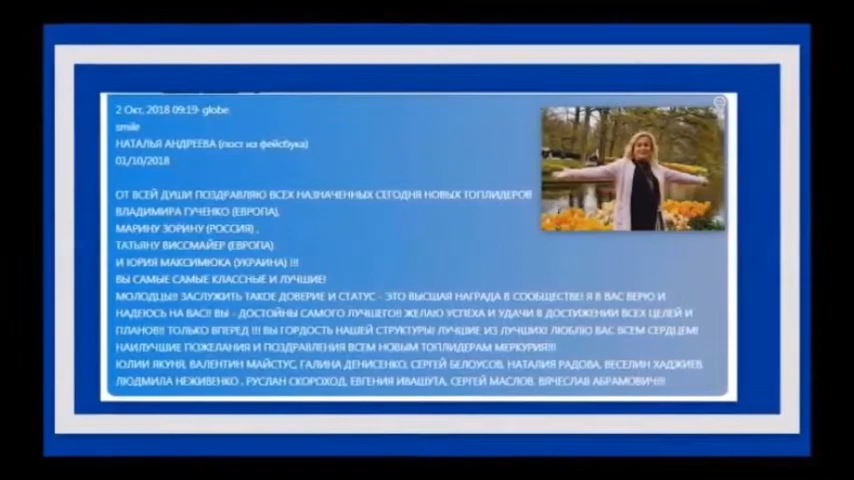 2 Окт, 2018 09:19- globe
smile
НАТАЛЬЯ АНДРЕЕВА (пост из фейсбука)
01/10/2018
ОТ ВСЕЙ ДУШИ ПОЗДРАВЛЯЮ ВСЕХ НАЗНАЧЕННЫХ СЕГОДНЯ НОВЫХ ТОПЛИДЕРОВ
ВЛАДИМИРА ГУЧЕНКО (ЕВРОПА),
МАРИНУ ЗОРИНУ (РОССИЯ) ,
ТАТЬЯНУ ВИССМАЙЕР (ЕВРОПА)
И ЮРИЯ МАКСИМЮКА (УКРАИНА) !!!
ВЫ САМЫЕ САМЫЕ КЛАССНЫЕ И ЛУЧШИЕ!
МОЛОДЦЫ!! ЗАСЛУЖИТЬ ТАКОЕ ДОВЕРИЕ И СТАТУС - ЭТО ВЫСШАЯ НАГРАДА В СООБЩЕСТВЕ! Я В ВАС ВЕРЮ И
НАДЕЮСЬ НА ВАС!! ВЫ - ДОСТОЙНЫ САМОГО ЛУЧШЕГО!! ЖЕЛАЮ УСПЕХА И УДАЧИ В ДОСТИЖЕНИИ ВСЕХ ЦЕЛЕЙ И
ПЛАНОВ!! ТОЛЬКО ВПЕРЕД !!! ВЫ ГОРДОСТЬ НАШЕЙ СТРУКТУРЫ! ЛУЧШИЕ ИЗ ЛУЧШИХ! ЛЮБЛЮ ВАС ВСЕМ СЕРДЦЕМ!
НАИЛУЧШИЕ ПОЖЕЛАНИЯ И ПОЗДРАВЛЕНИЯ ВСЕМ НОВЫМ ТОПЛИДЕРАМ МЕРКУРИЯ!!!
ЮЛИИ ЯКУНЯ, ВАЛЕНТИН МАЙСТУС, ГАЛИНА ДЕНИСЕНКО, СЕРГЕЙ БЕЛОУСОВ, НАТАЛИЯ РАДОВА, ВЕСЕЛИН ХАДЖИЕВ,
ЛЮДМИЛА НЕЖИВЕНКО , РУСЛАН СКОРОХОД, ЕВГЕНИЯ ИВАШУТА, СЕРГЕЙ МАСЛОВ, ВЯЧЕСЛАВ АБРАМОВИЧ!!!